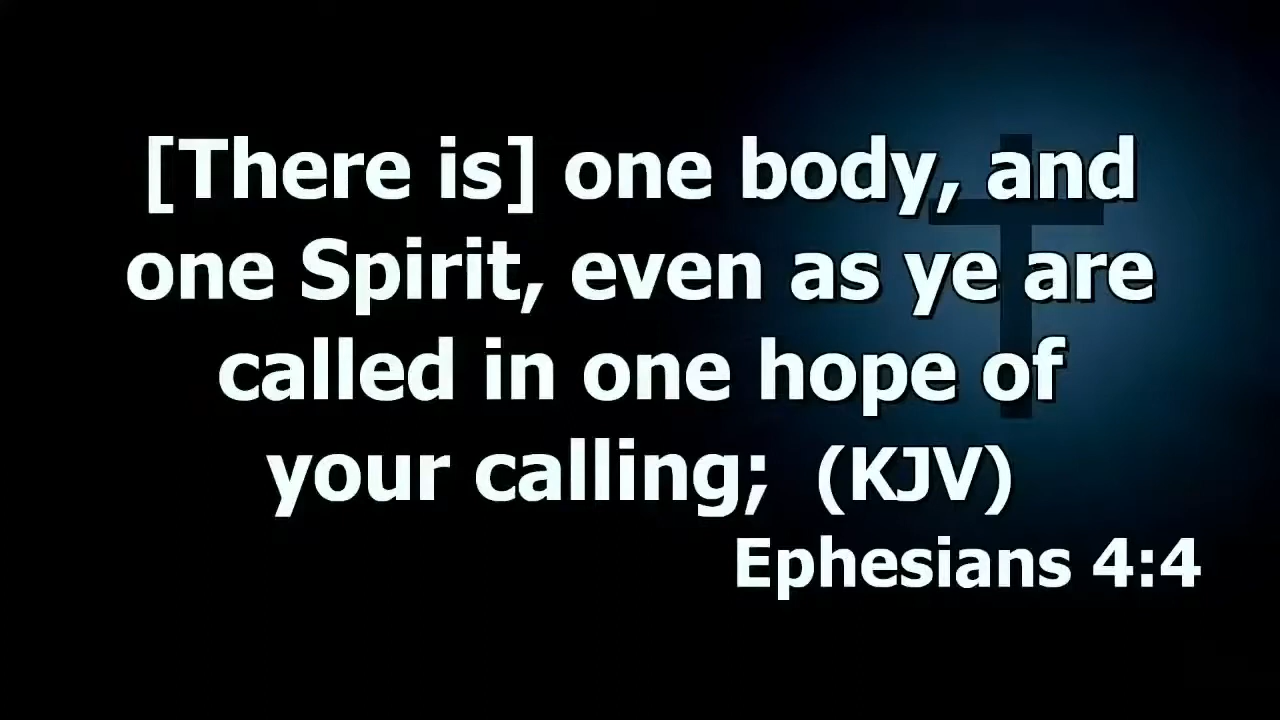 [There is] one body, and
one Spirit, even as ye are
called in one hope of
your calling;  (KJV)
Ephesians 4:4